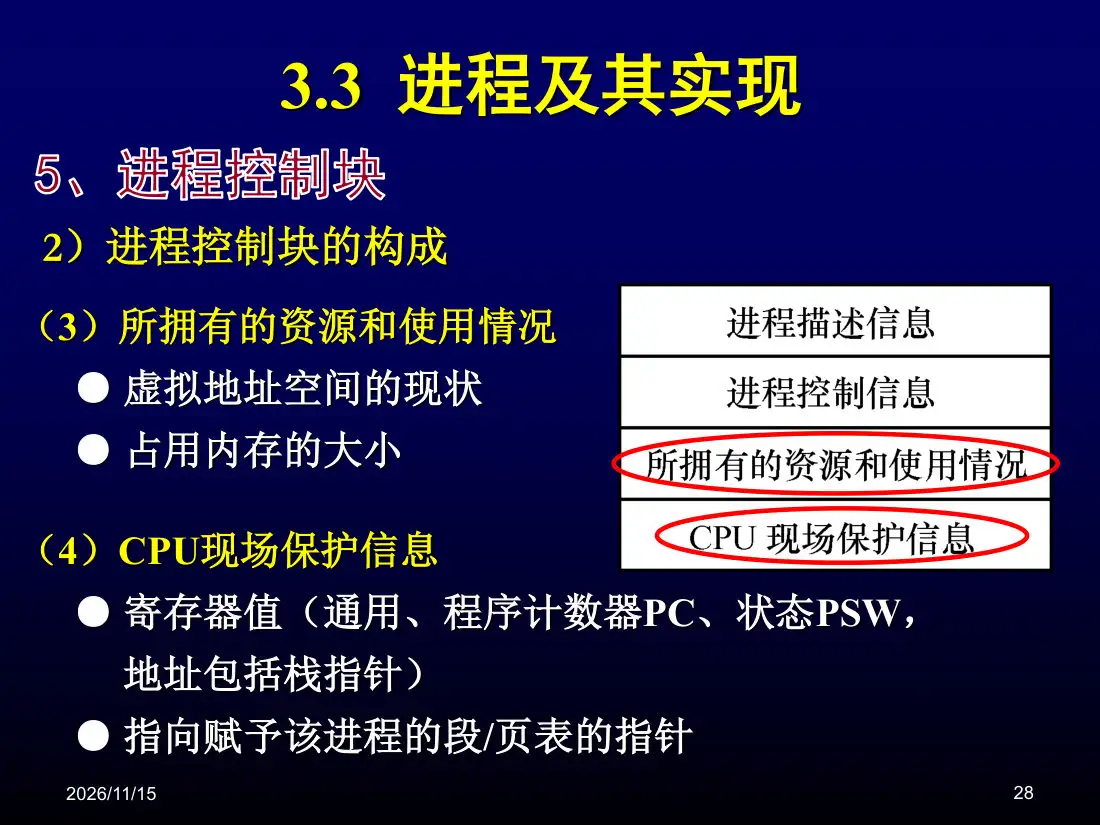 3.3 进程及其实现
5、进程控制块
2）进程控制块的构成
（3）所拥有的资源和使用情况
● 虚拟地址空间的现状
● 占用内存的大小
（4）CPU现场保护信息
● 寄存器值（通用、程序计数器PC、状态PSW，
地址包括栈指针）
● 指向赋予该进程的段/页表的指针
进程描述信息
进程控制信息
所拥有的资源和使用情况
CPU 现场保护信息
2026/11/15
28